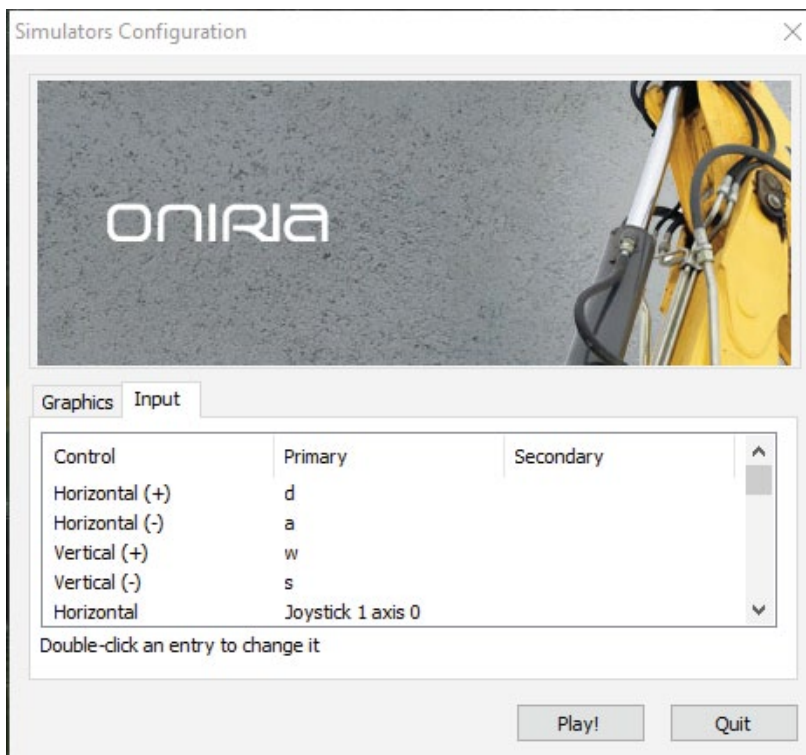 Simulators Configuration
ONIRIA
Graphics Input
Control Primary Secondary
Horizontal (+) d
Horizontal (-) a
Vertical (+) w
Vertical (-) s
Horizontal Joystick 1 axis 0
Double-click an entry to change it
Play! Quit